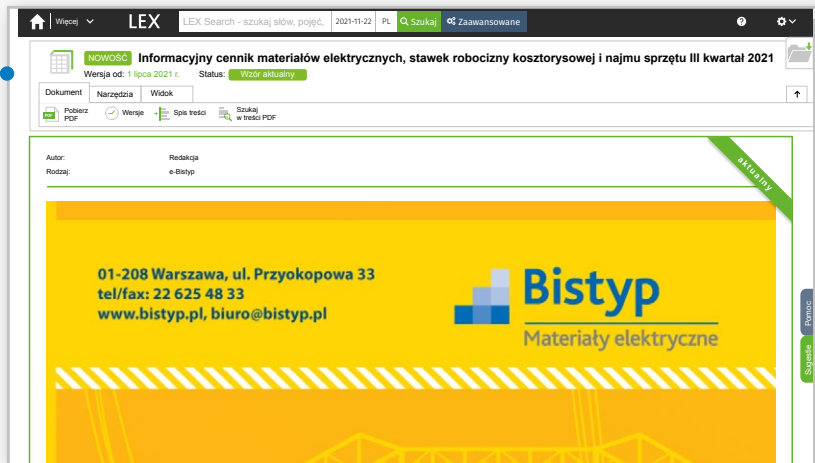 Więcej LEX LEX Search - szukaj słów, pojęć, 2021-11-22 PL Szukaj Zaawansowane
NOWOŚĆ Informacyjny cennik materiałów elektrycznych, stawek robocizny kosztorysowej i najmu sprzętu III kwartał 2021
Wersja od: 1 lipca 2021 r. Status: Wzór aktualny
Dokument Narzędzia Widok
PDF Pobierz PDF Wersje Spis treści Szukaj w treści PDF
Autor: Redakcja
Rodzaj: e-Bistyp
aktualny
01-208 Warszawa, ul. Przyokopowa 33
tel/fax: 22 625 48 33
www.bistyp.pl, biuro@bistyp.pl
Bistyp
Materiały elektryczne
Pomoc
Sugestie